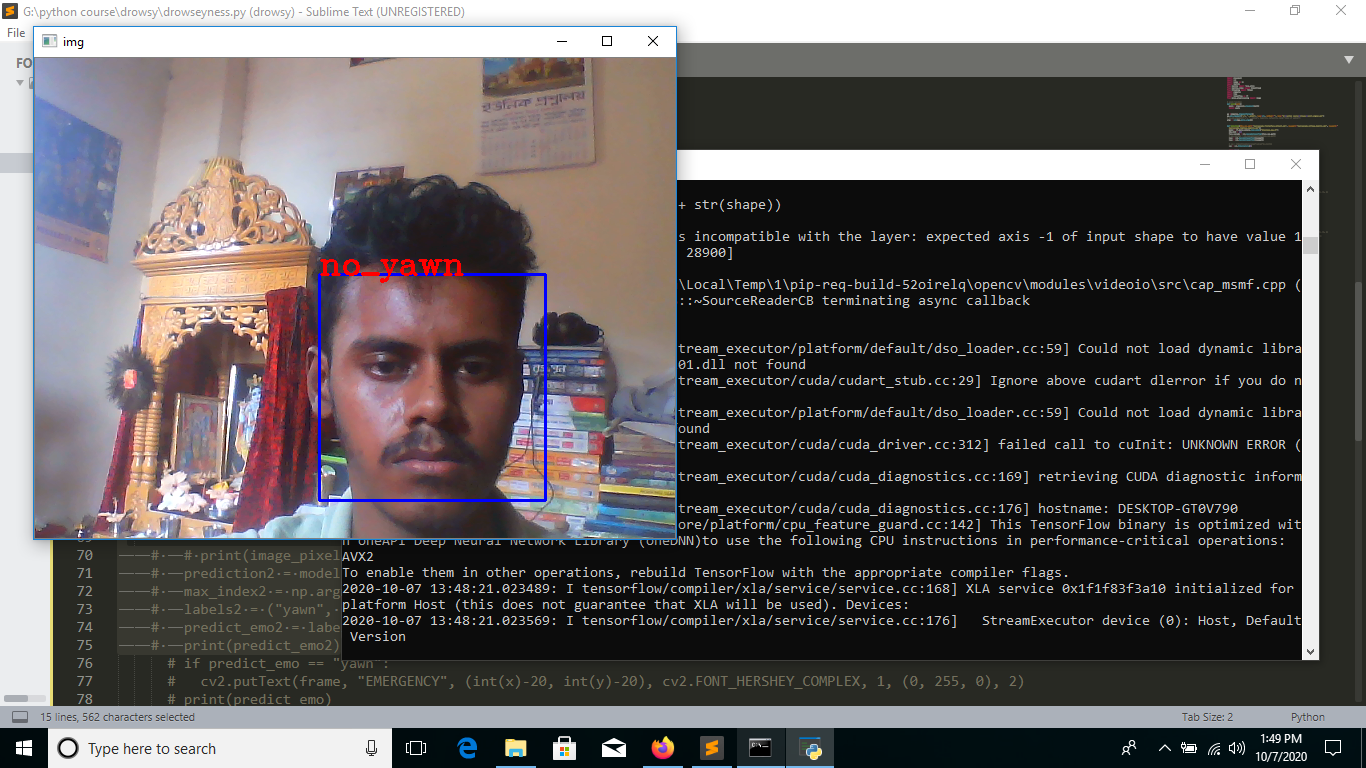 G:\python course\drowsy\drowseyness.py (drowsy) - Sublime Text (UNREGISTERED)
File
FO
img
ইউনিক প্রন্থালয়
no_yawn
+ str(shape))
s incompatible with the layer: expected axis -1 of input shape to have value 1
28900]
\Local\Temp\1\pip-req-build-52oirelq\opencv\modules\videoio\src\cap_msmf.cpp (
::~SourceReaderCB terminating async callback
tream_executor/platform/default/dso_loader.cc:59] Could not load dynamic libra
01.dll not found
tream_executor/cuda/cudart_stub.cc:29] Ignore above cudart dlerror if you do n
tream_executor/platform/default/dso_loader.cc:59] Could not load dynamic libra
ound
tream_executor/cuda/cuda_driver.cc:312] failed call to cuInit: UNKNOWN ERROR (
tream_executor/cuda/cuda_diagnostics.cc:169] retrieving CUDA diagnostic inform
tream_executor/cuda/cuda_diagnostics.cc:176] hostname: DESKTOP-GT0V790
ore/platform/cpu_feature_guard.cc:142] This TensorFlow binary is optimized wit
h oneAPI Deep Neural Network Library (oneDNN)to use the following CPU instructions in performance-critical operations:
AVX2
To enable them in other operations, rebuild TensorFlow with the appropriate compiler flags.
2020-10-07 13:48:21.023489: I tensorflow/compiler/xla/service/service.cc:168] XLA service 0x1f1f83f3a10 initialized for
platform Host (this does not guarantee that XLA will be used). Devices:
2020-10-07 13:48:21.023569: I tensorflow/compiler/xla/service/service.cc:176]   StreamExecutor device (0): Host, Default
Version
70 # # print(image_pixel
71 # prediction2 = model
72 # max_index2 = np.arg
73 # labels2 = ("yawn",
74 # predict_emo2 = labe
75 # print(predict_emo2)
76 # if predict_emo == "yawn":
77 #   cv2.putText(frame, "EMERGENCY", (int(x)-20, int(y)-20), cv2.FONT_HERSHEY_COMPLEX, 1, (0, 255, 0), 2)
78 # print(predict_emo)
15 lines, 562 characters selected
Tab Size: 2
Python
Type here to search
1:49 PM
10/7/2020